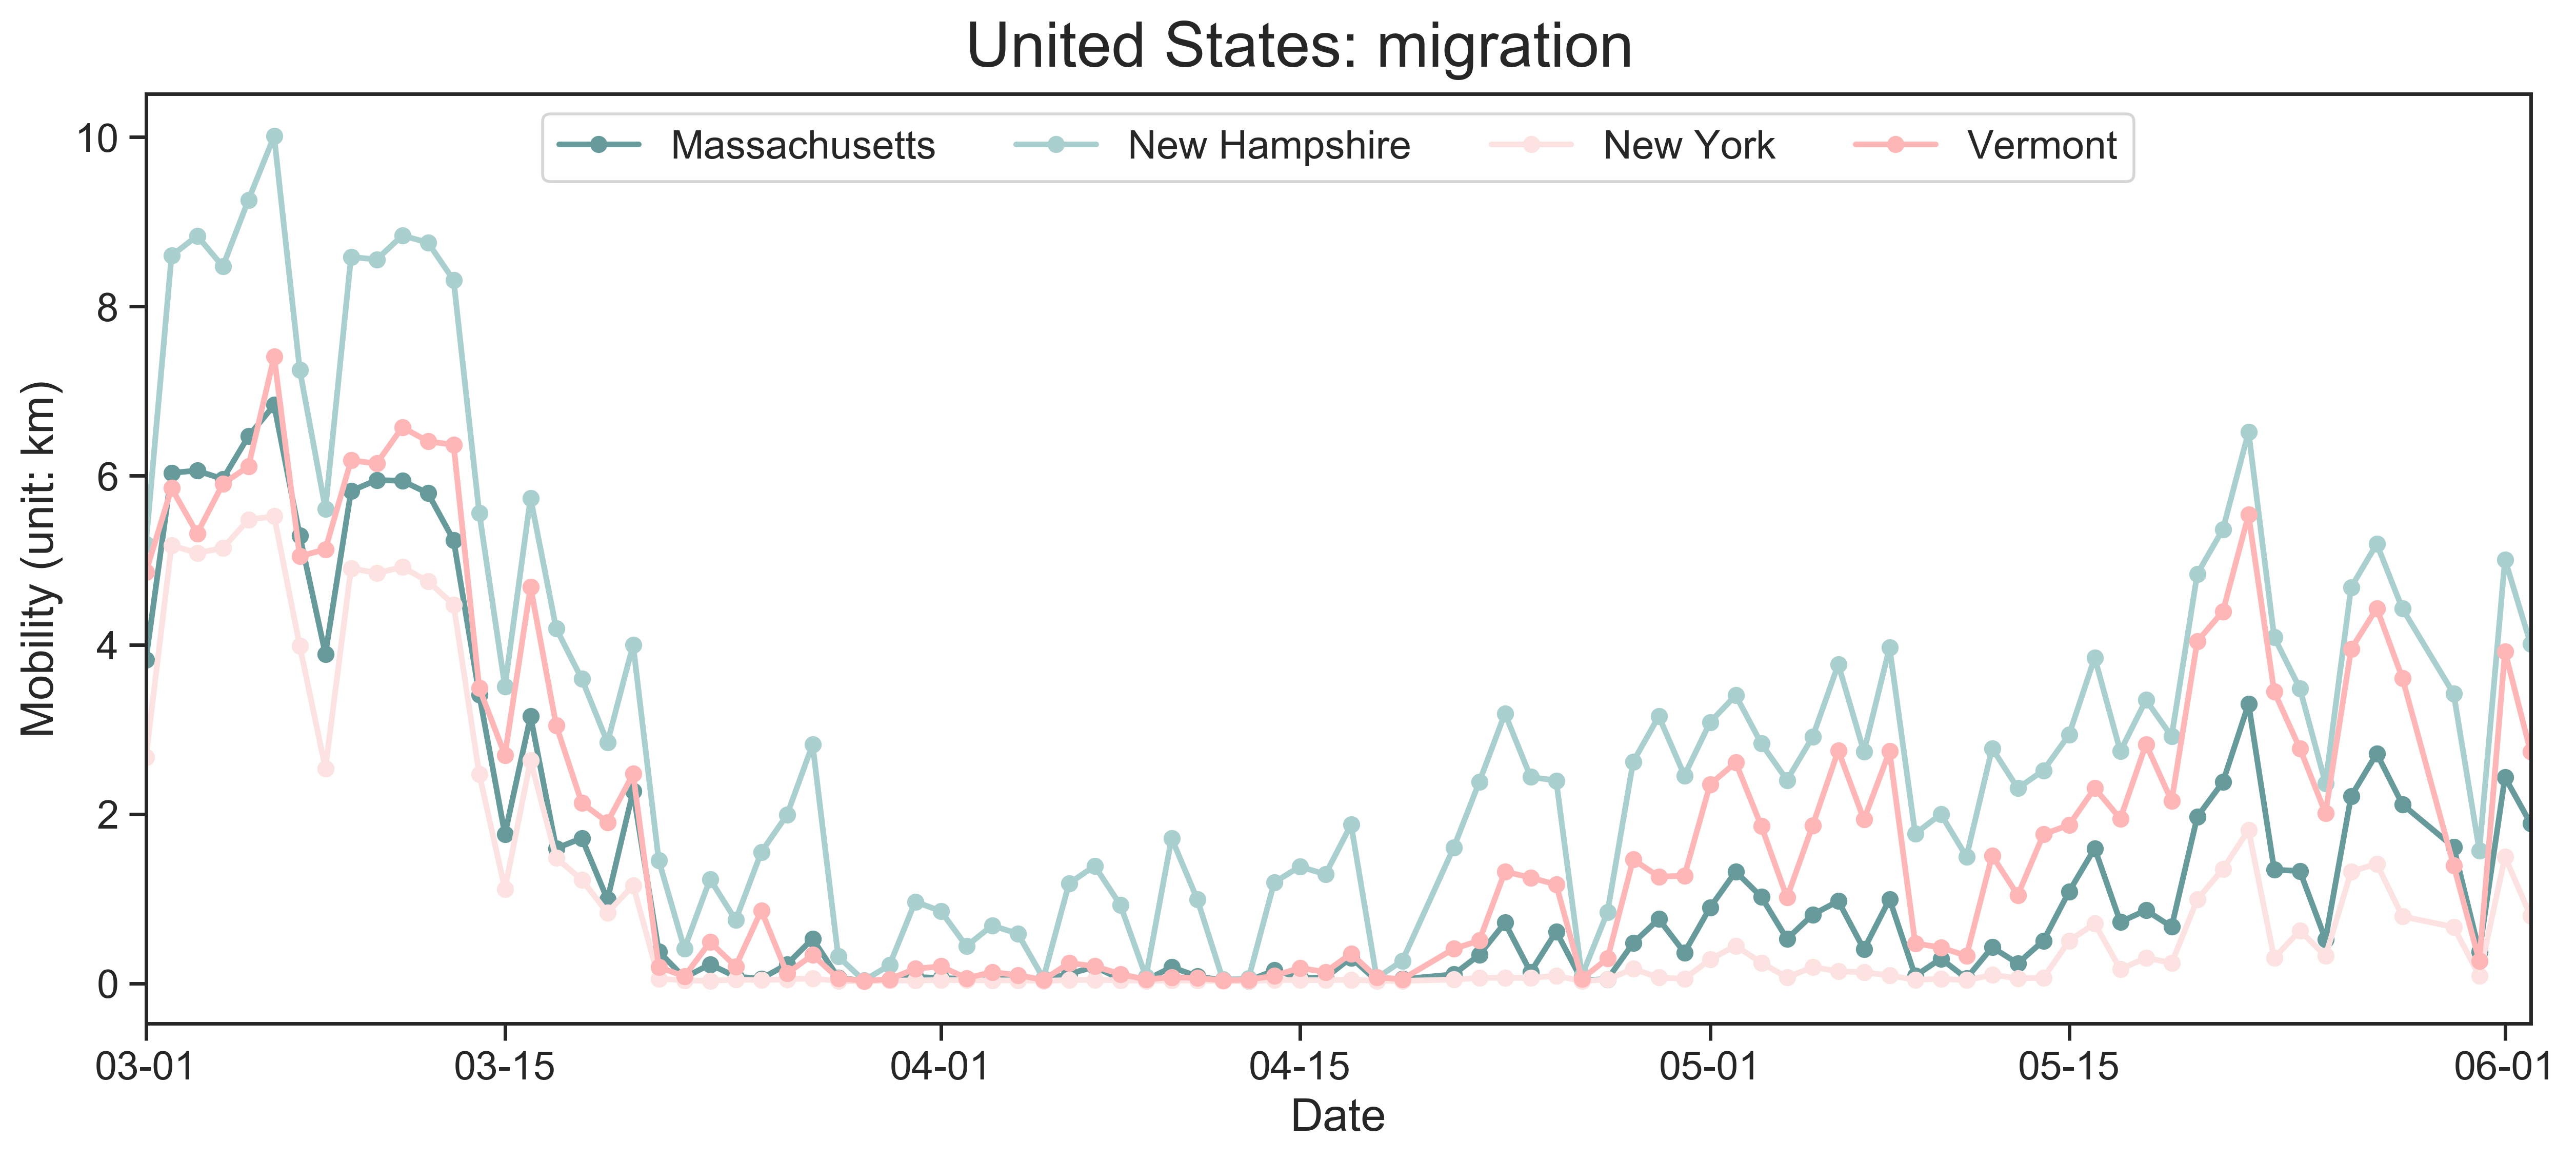 United States: migration
Massachusetts New Hampshire New York Vermont
Mobility (unit: km)
10
8
6
4
2
0
03-01 03-15 04-01 04-15 05-01 05-15 06-01
Date